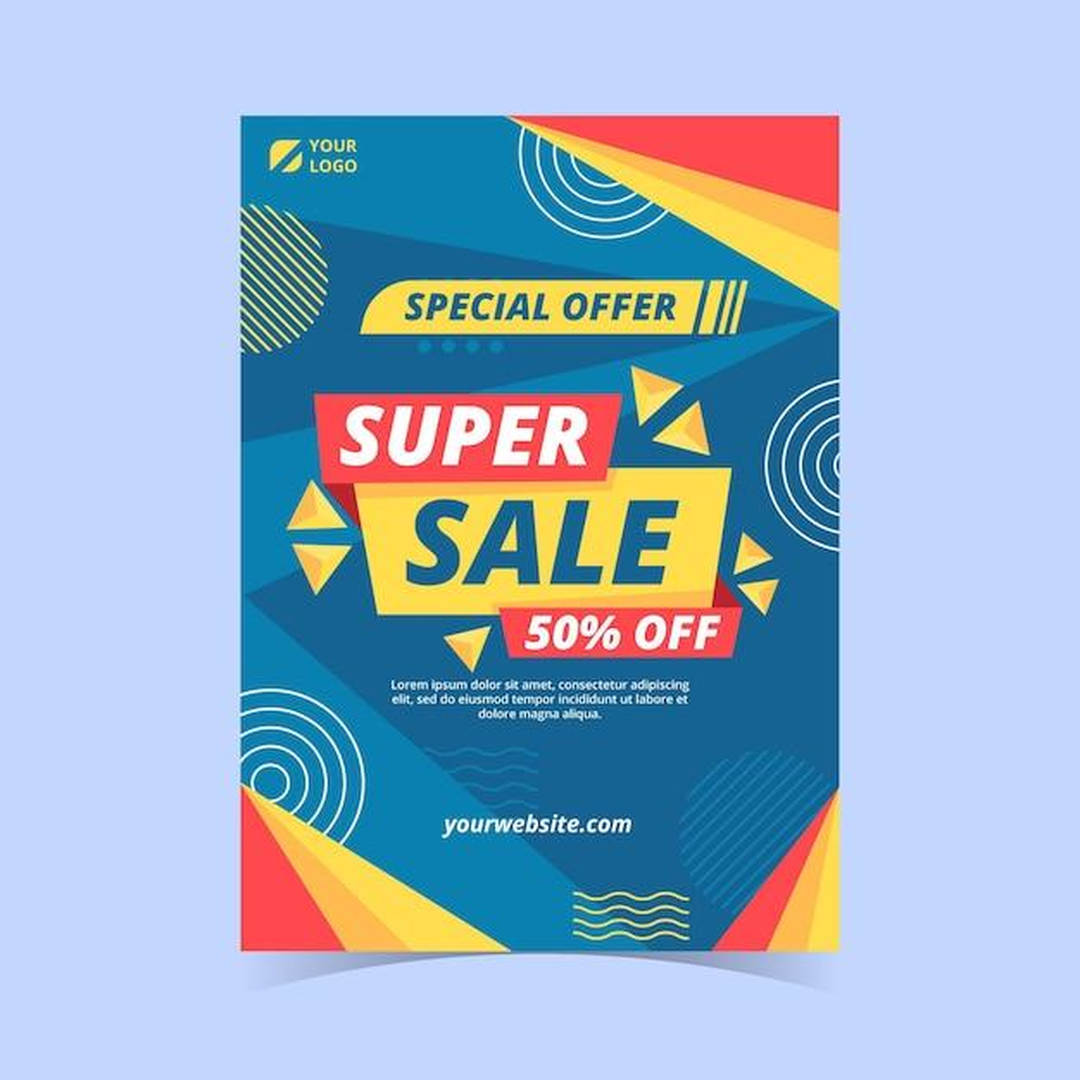 YOUR
LOGO
SPECIAL OFFER
SUPER
SALE
50% OFF
Lorem ipsum dolor sit amet, consectetur adipiscing
elit, sed do eiusmod tempor incididunt ut labore et
dolore magna aliqua.
yourwebsite.com